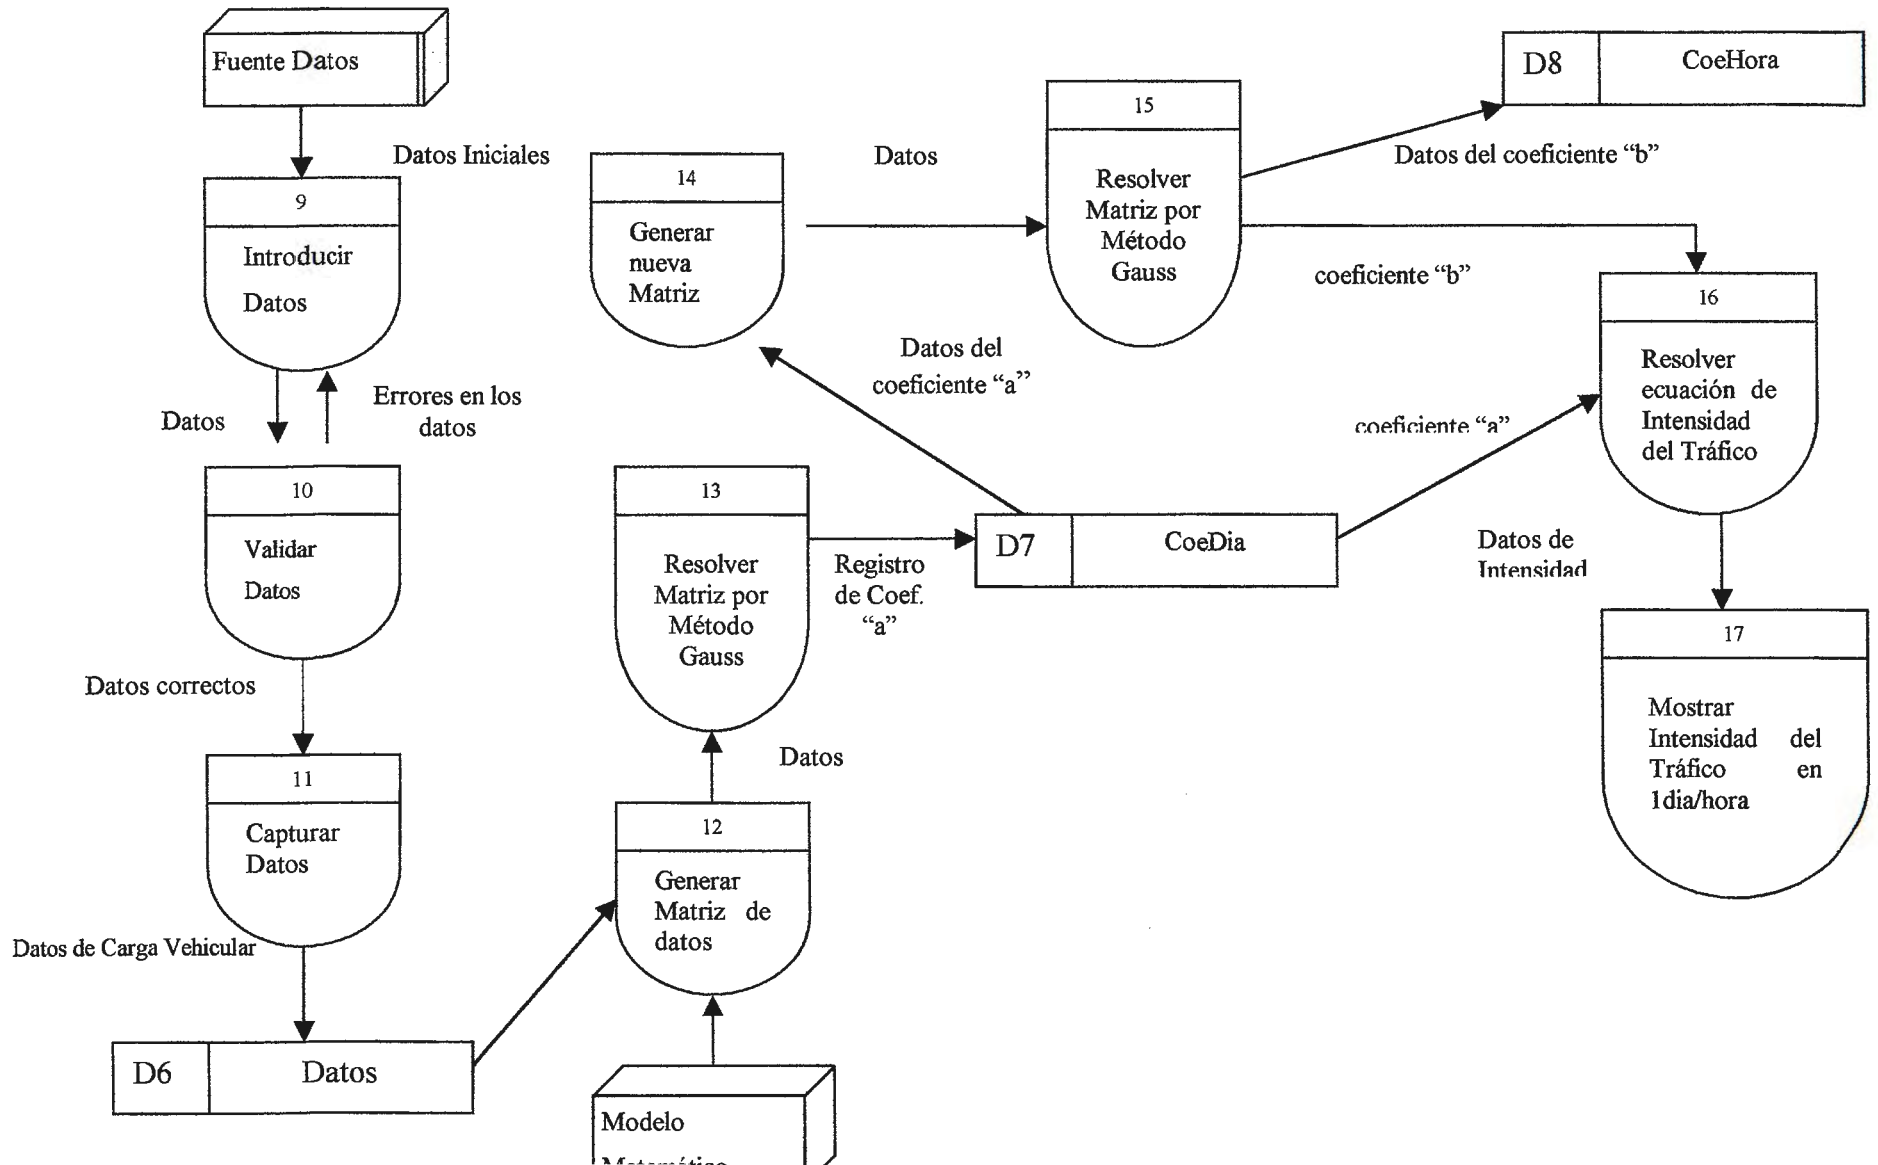 Fuente Datos
Datos Iniciales
9
Introducir
Datos
Datos
Errores en los
datos
10
Validar
Datos
Datos correctos
11
Capturar
Datos
Datos de Carga Vehicular
D6
Datos
Modelo
Matemático
12
Generar
Matriz de
datos
Datos
13
Resolver
Matriz por
Método
Gauss
Registro
de Coef.
“a”
D7
CoeDia
Datos del
coeficiente “a”
14
Generar
nueva
Matriz
Datos
15
Resolver
Matriz por
Método
Gauss
D8
CoeHora
Datos del coeficiente “b”
coeficiente “b”
coeficiente “a”
16
Resolver
ecuación de
Intensidad
del Tráfico
Datos de
Intensidad
17
Mostrar
Intensidad del
Tráfico en
1dia/hora